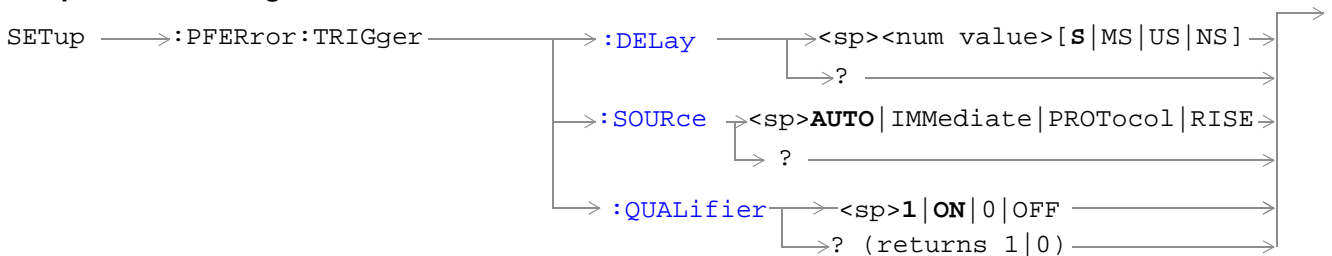 SETup :PFERror:TRIGger :DELay <sp><num value>[S|MS|US|NS]
?
:SOURce <sp>AUTO|IMMediate|PROTocol|RISE
?
:QUALifier <sp>1|ON|0|OFF
? (returns 1|0)